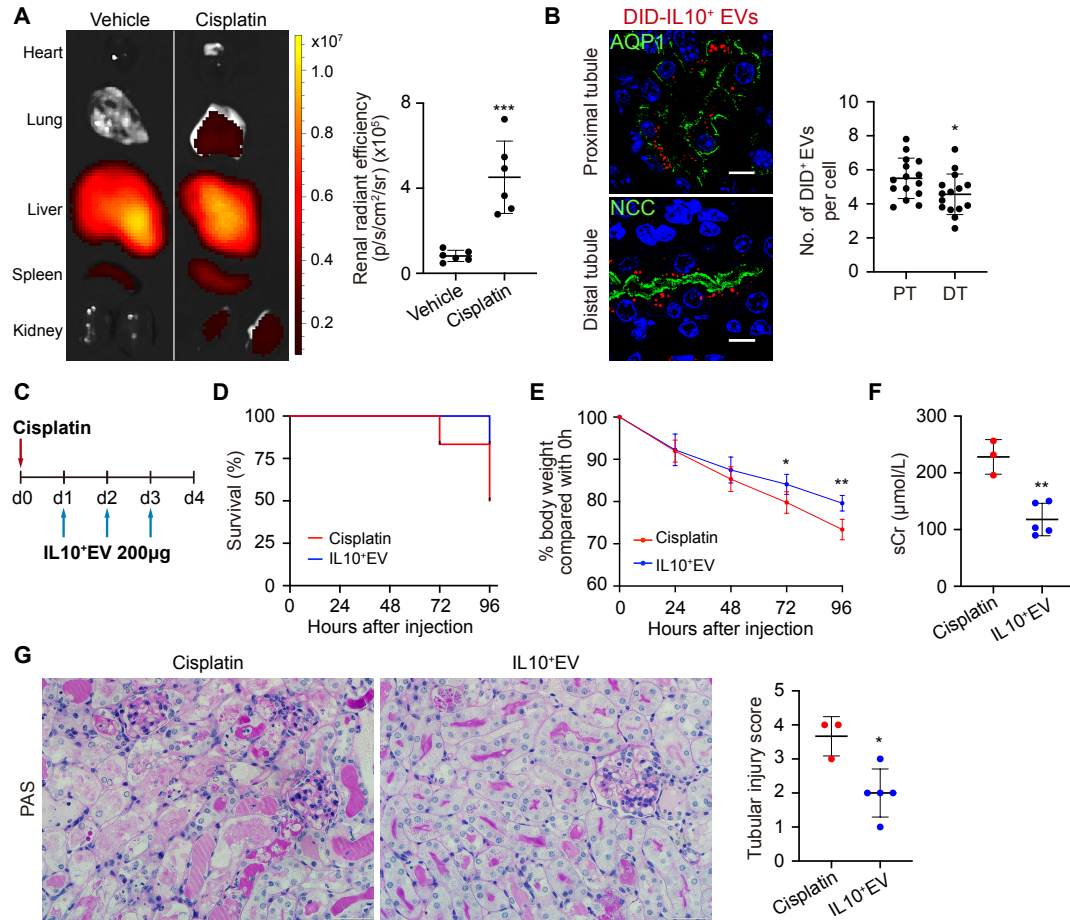 A
Vehicle
Cisplatin
Heart
Lung
Liver
Spleen
Kidney
x10⁷
1.0
0.8
0.6
0.4
0.2
Renal radiant efficiency
(p/s/cm²/sr) (x10⁵)
8
4
0
***
Vehicle
Cisplatin
B
DID-IL10⁺ EVs
AQP1
Proximal tubule
NCC
Distal tubule
No. of DID⁺ EVs
per cell
10
8
6
4
2
0
*
PT
DT
C
Cisplatin
d0
d1
d2
d3
d4
IL10⁺EV 200μg
D
Survival (%)
100
75
50
25
0
Cisplatin
IL10⁺EV
0
24
48
72
96
Hours after injection
E
% body weight
compared with 0h
100
90
80
70
60
*
**
Cisplatin
IL10⁺EV
0
24
48
72
96
Hours after injection
F
sCr (μmol/L)
300
200
100
0
**
Cisplatin
IL10⁺EV
G
Cisplatin
IL10⁺EV
PAS
Tubular injury score
5
4
3
2
1
0
*
Cisplatin
IL10⁺EV